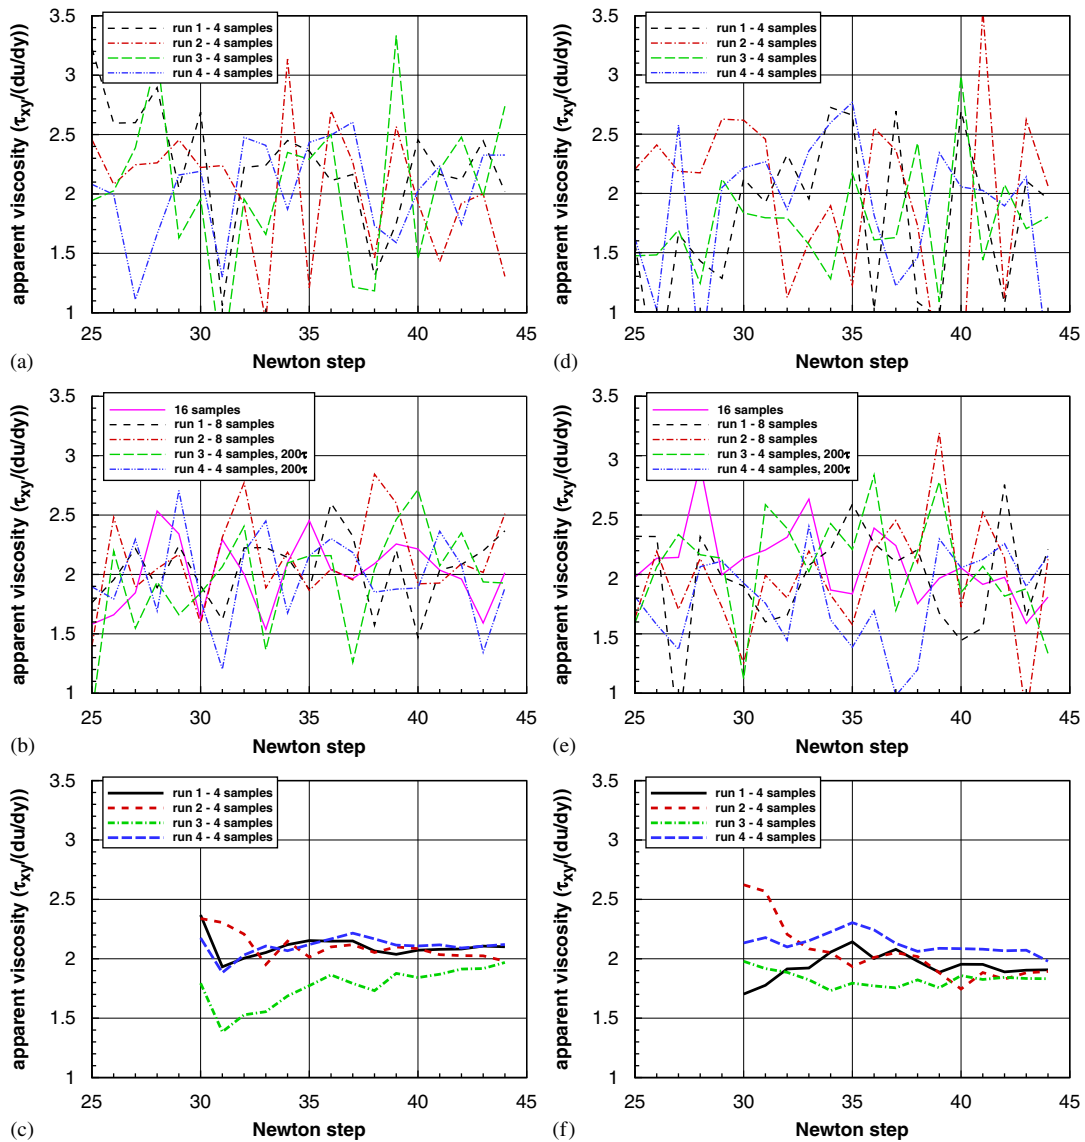 3.5
3
2.5
2
1.5
1
apparent viscosity (τxy/(du/dy))
run 1 - 4 samples
run 2 - 4 samples
run 3 - 4 samples
run 4 - 4 samples
25 30 35 40 45
Newton step
(a)
3.5
3
2.5
2
1.5
1
apparent viscosity (τxy/(du/dy))
run 1 - 4 samples
run 2 - 4 samples
run 3 - 4 samples
run 4 - 4 samples
25 30 35 40 45
Newton step
(d)
3.5
3
2.5
2
1.5
1
apparent viscosity (τxy/(du/dy))
16 samples
run 1 - 8 samples
run 2 - 8 samples
run 3 - 4 samples, 200τ
run 4 - 4 samples, 200τ
25 30 35 40 45
Newton step
(b)
3.5
3
2.5
2
1.5
1
apparent viscosity (τxy/(du/dy))
16 samples
run 1 - 8 samples
run 2 - 8 samples
run 3 - 4 samples, 200τ
run 4 - 4 samples, 200τ
25 30 35 40 45
Newton step
(e)
3.5
3
2.5
2
1.5
1
apparent viscosity (τxy/(du/dy))
run 1 - 4 samples
run 2 - 4 samples
run 3 - 4 samples
run 4 - 4 samples
25 30 35 40 45
Newton step
(c)
3.5
3
2.5
2
1.5
1
apparent viscosity (τxy/(du/dy))
run 1 - 4 samples
run 2 - 4 samples
run 3 - 4 samples
run 4 - 4 samples
25 30 35 40 45
Newton step
(f)